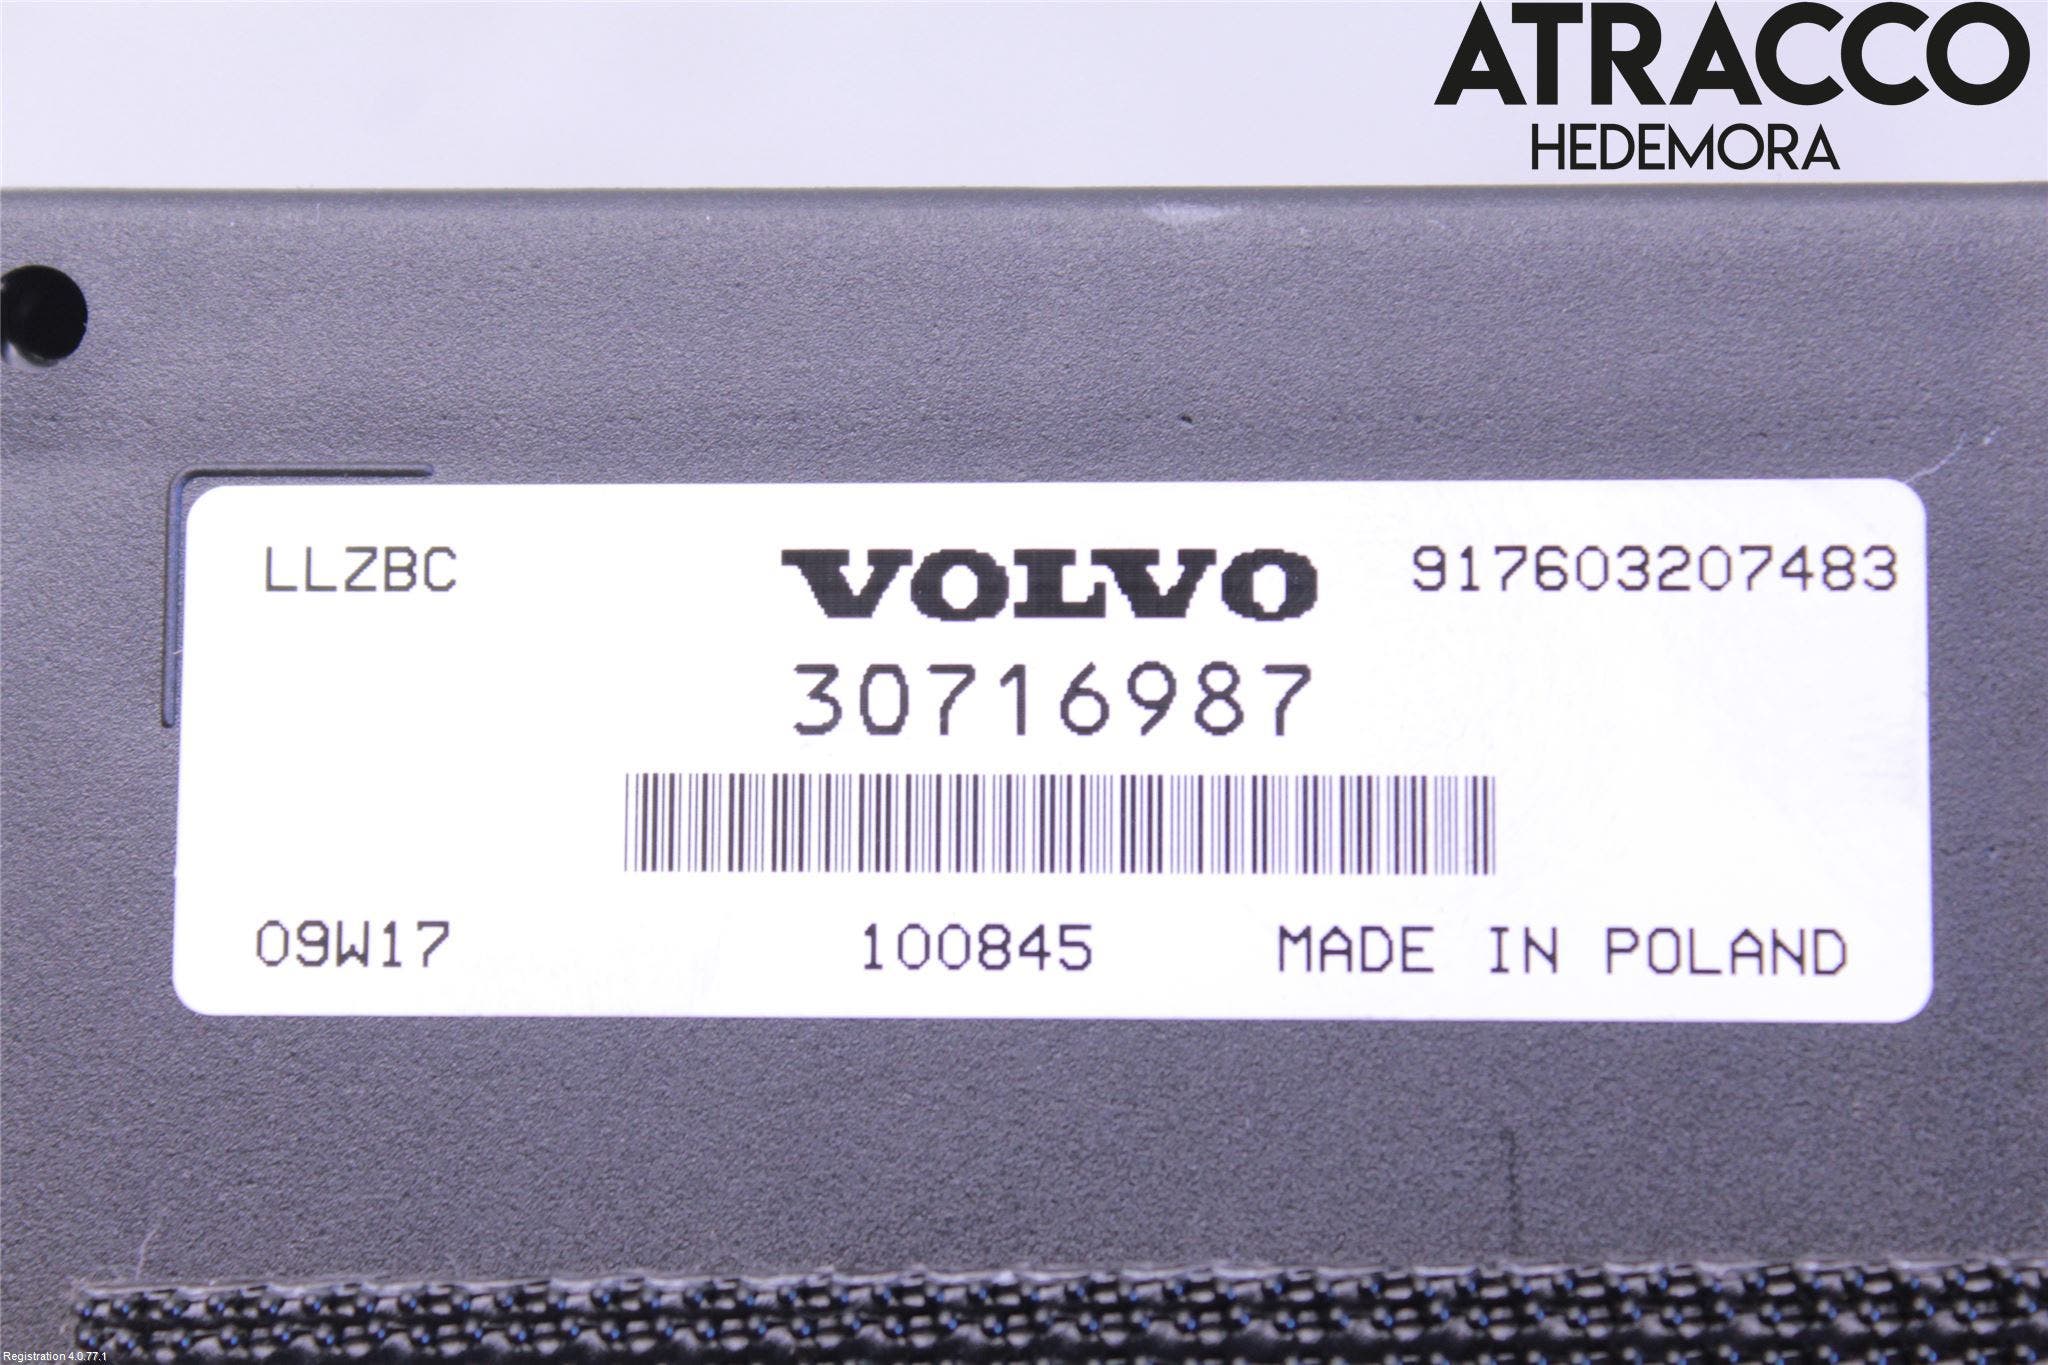 ATRACCO
HEDEMORA
LLZBC
VOLVO
917603207483
30716987
09W17
100845
MADE IN POLAND
Registration 4.0.77.1